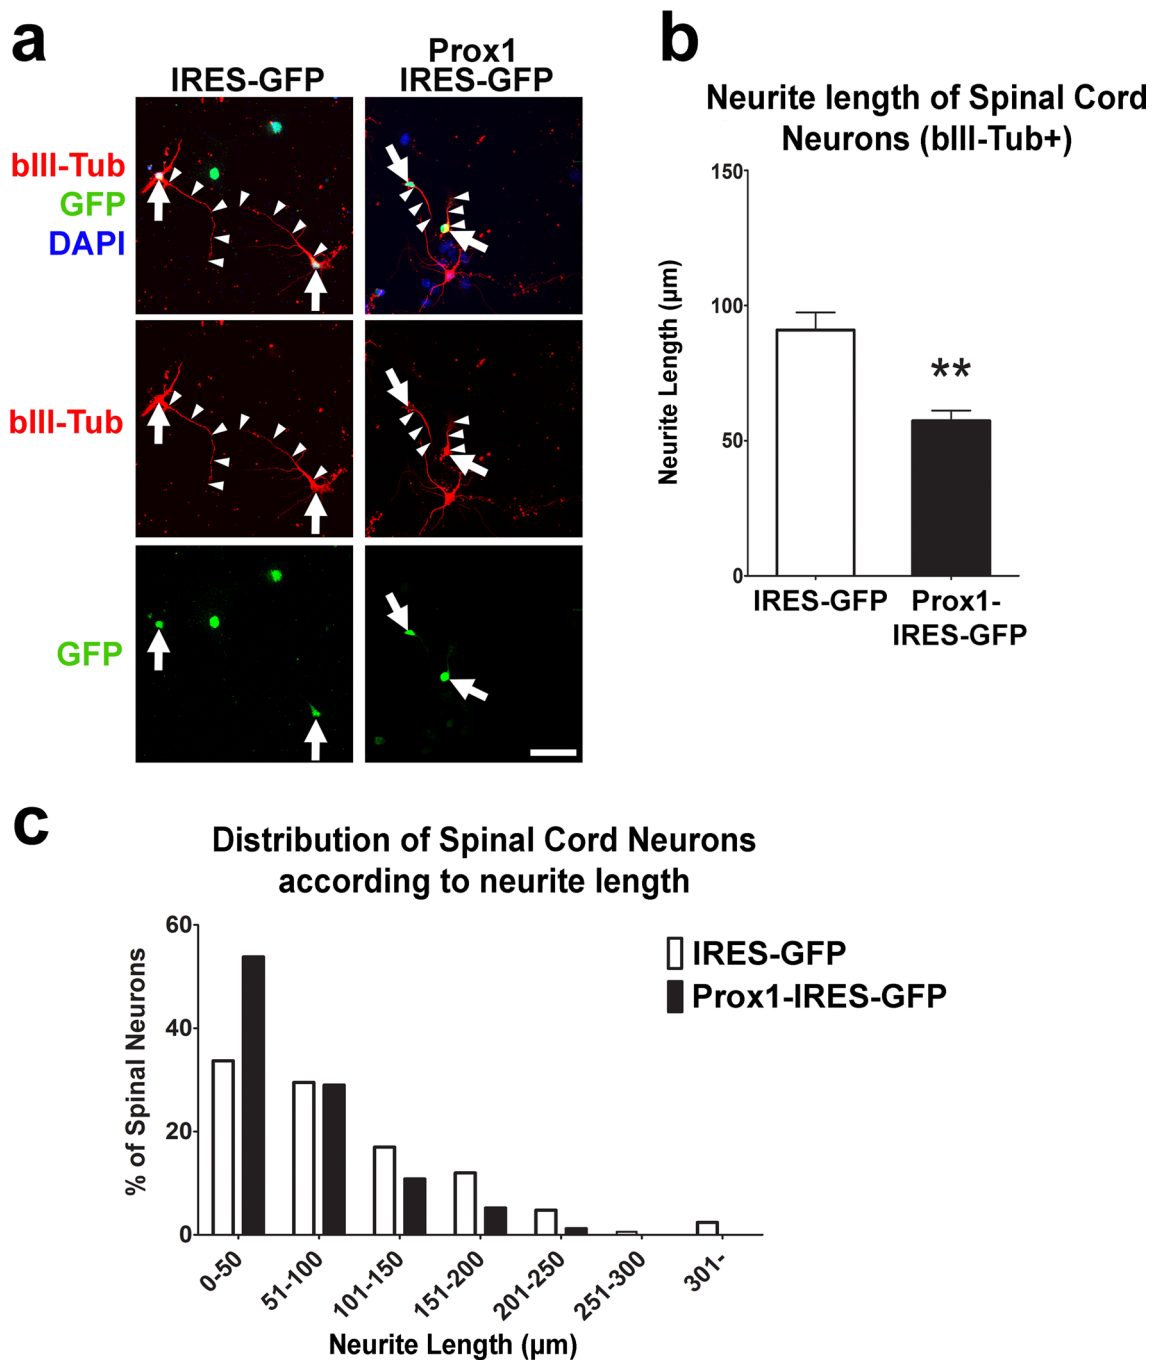 a
IRES-GFP
Prox1
IRES-GFP
bIII-Tub
GFP
DAPI
bIII-Tub
GFP
b
Neurite length of Spinal Cord
Neurons (bIII-Tub+)
Neurite Length (µm)
150
100
50
0
**
IRES-GFP
Prox1-
IRES-GFP
c
Distribution of Spinal Cord Neurons
according to neurite length
% of Spinal Neurons
60
40
20
0
IRES-GFP
Prox1-IRES-GFP
0-50
51-100
101-150
151-200
201-250
251-300
301-
Neurite Length (µm)